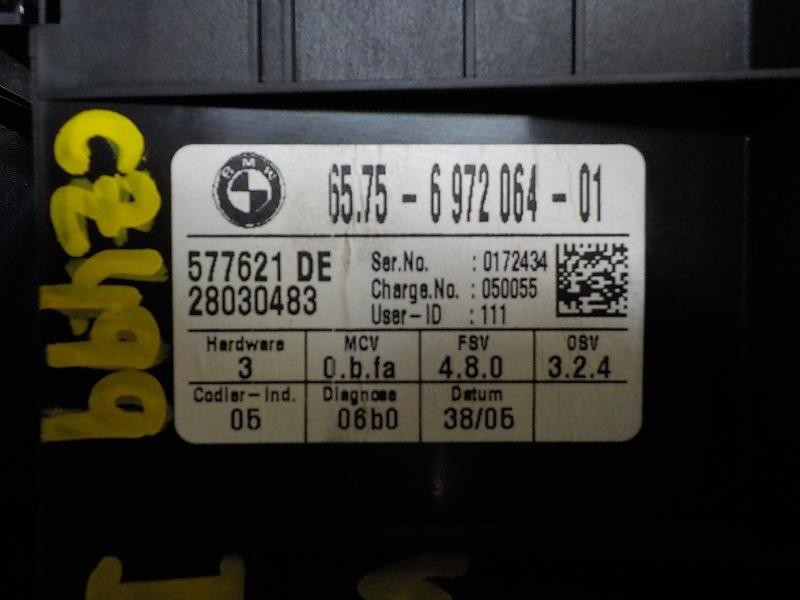 BMW
65.75 - 6 972 064 - 01
577621 DE
28030483
Ser.No. : 0172434
Charge.No. : 050055
User-ID : 111
Hardware MCV FSV OSV
3 0.b.fa 4.8.0 3.2.4
Codier-Ind. Diagnose Datum
05 06b0 38/05